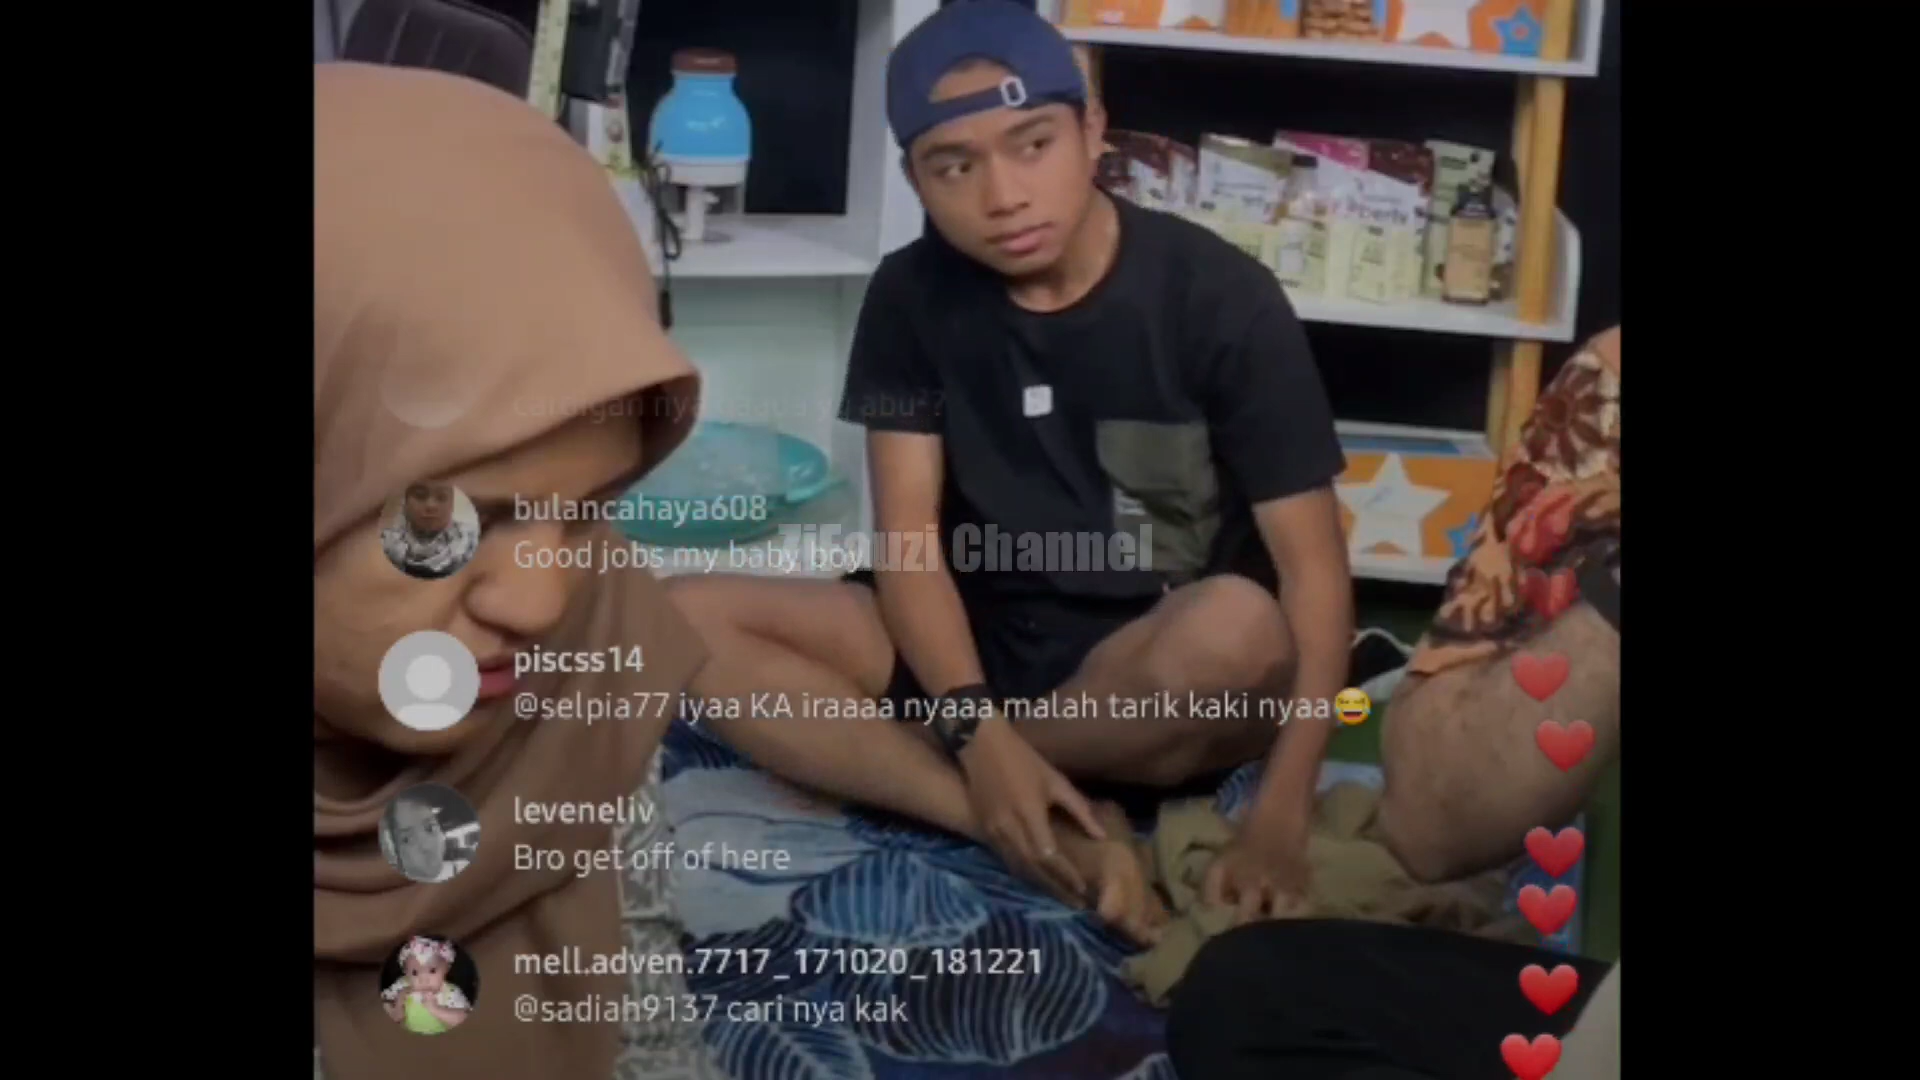 bulancahaya608
Good jobs my baby boy
ZiFauzi Channel
piscss14
@selpia77 iyaa KA iraaaa nyaaa malah tarik kaki nyaa😂
leveneliv
Bro get off of here
mell.adven.7717_171020_181221
@sadiah9137 cari nya kak